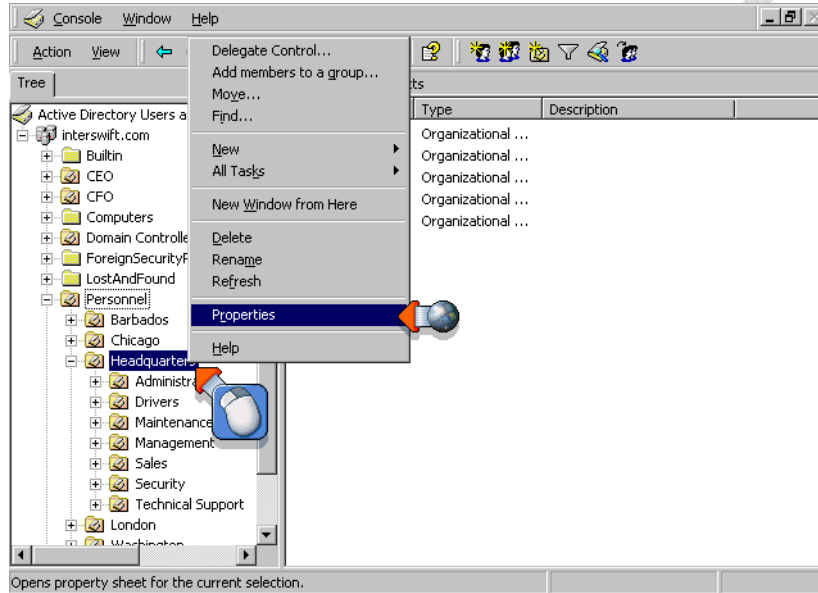 Console Window Help
Action View
Tree
ts
Active Directory Users a
interswift.com
Builtin
CEO
CFO
Computers
Domain Controlle
ForeignSecurityP
LostAndFound
Personnel
Barbados
Chicago
Headquarters
Administra
Drivers
Maintenance
Management
Sales
Security
Technical Support
London
Washington
Delegate Control...
Add members to a group...
Move...
Find...
New
All Tasks
New Window from Here
Delete
Rename
Refresh
Properties
Help
Type Description
Organizational ...
Organizational ...
Organizational ...
Organizational ...
Organizational ...
Opens property sheet for the current selection.